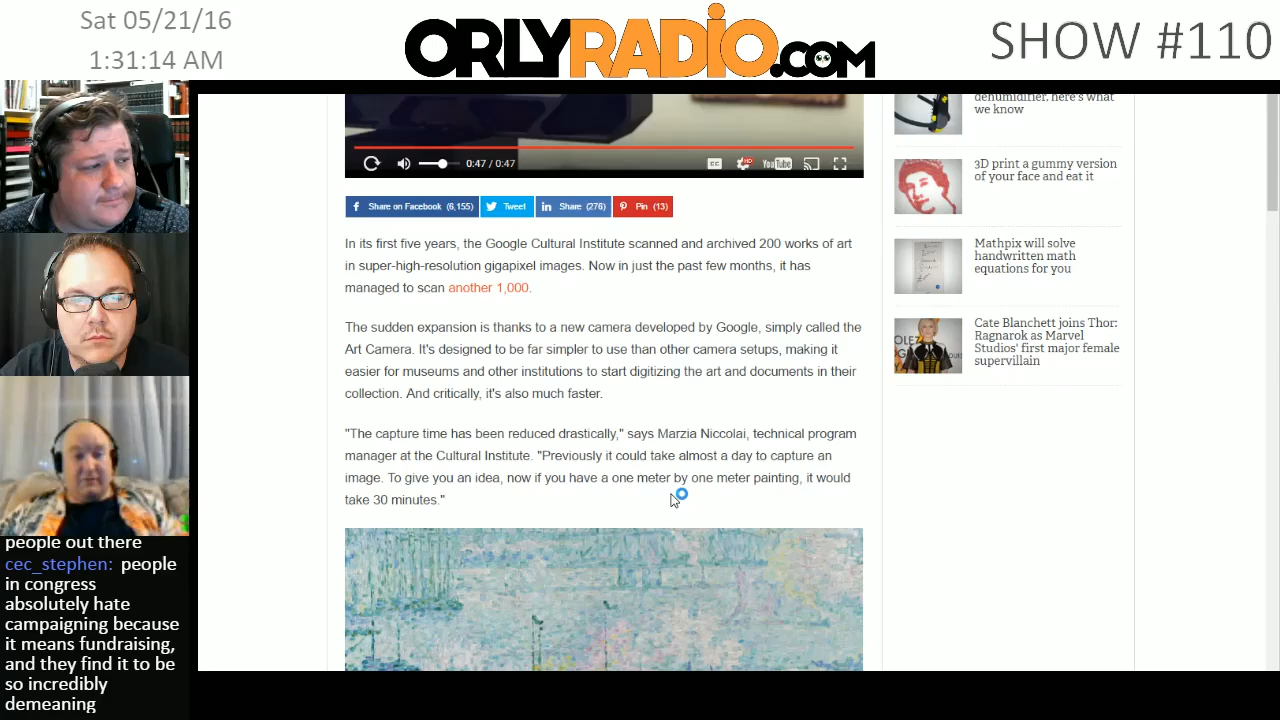 Sat 05/21/16
1:31:14 AM
ORLYRADiO.COM
SHOW #110
people out there
cec_stephen: people
in congress
absolutely hate
campaigning because
it means fundraising,
and they find it to be
so incredibly
demeaning
0:47 / 0:47
CC
HD
YouTube
Share on Facebook (6,155)
Tweet
in Share (276)
Pin (13)
In its first five years, the Google Cultural Institute scanned and archived 200 works of art
in super-high-resolution gigapixel images. Now in just the past few months, it has
managed to scan another 1,000.
The sudden expansion is thanks to a new camera developed by Google, simply called the
Art Camera. It's designed to be far simpler to use than other camera setups, making it
easier for museums and other institutions to start digitizing the art and documents in their
collection. And critically, it's also much faster.
"The capture time has been reduced drastically," says Marzia Niccolai, technical program
manager at the Cultural Institute. "Previously it could take almost a day to capture an
image. To give you an idea, now if you have a one meter by one meter painting, it would
take 30 minutes."
dehumidifier, here's what
we know
3D print a gummy version
of your face and eat it
Mathpix will solve
handwritten math
equations for you
Cate Blanchett joins Thor:
Ragnarok as Marvel
Studios' first major female
supervillain